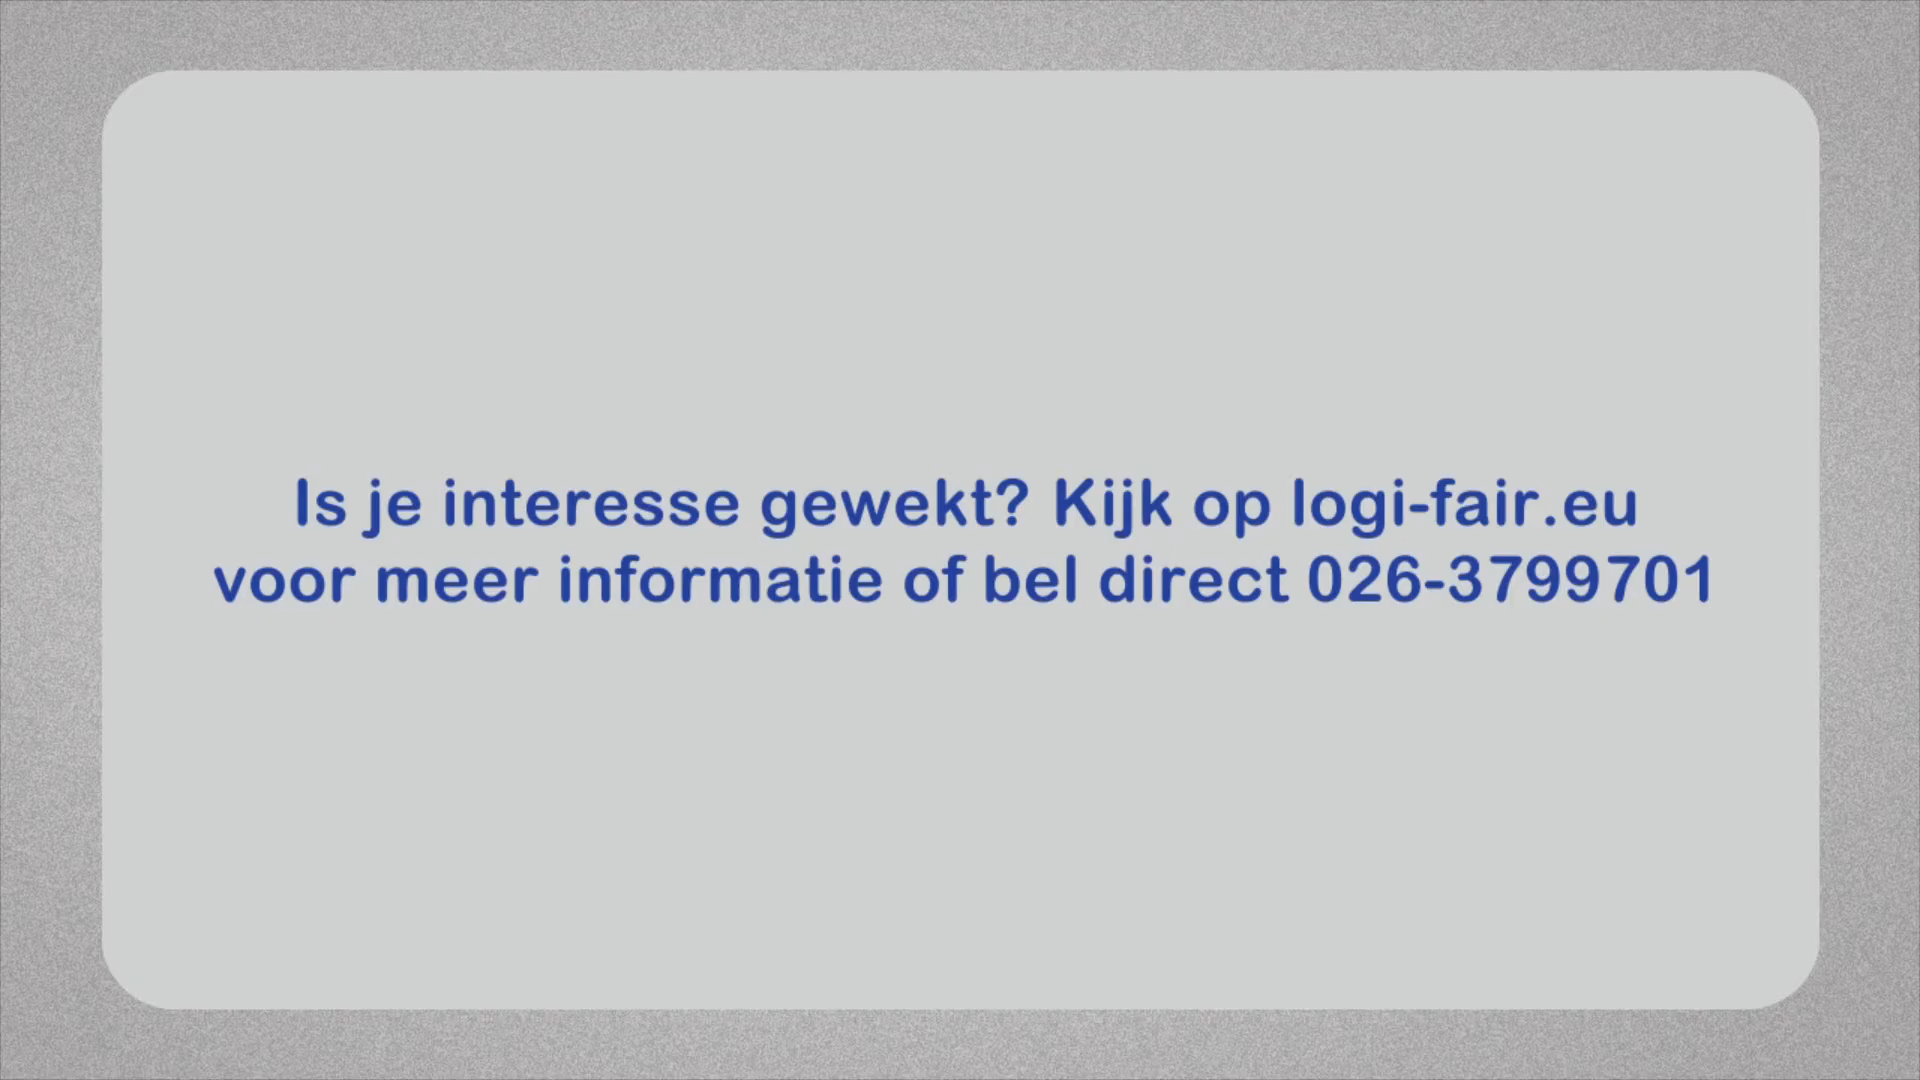 Is je interesse gewekt? Kijk op logi-fair.eu
voor meer informatie of bel direct 026-3799701